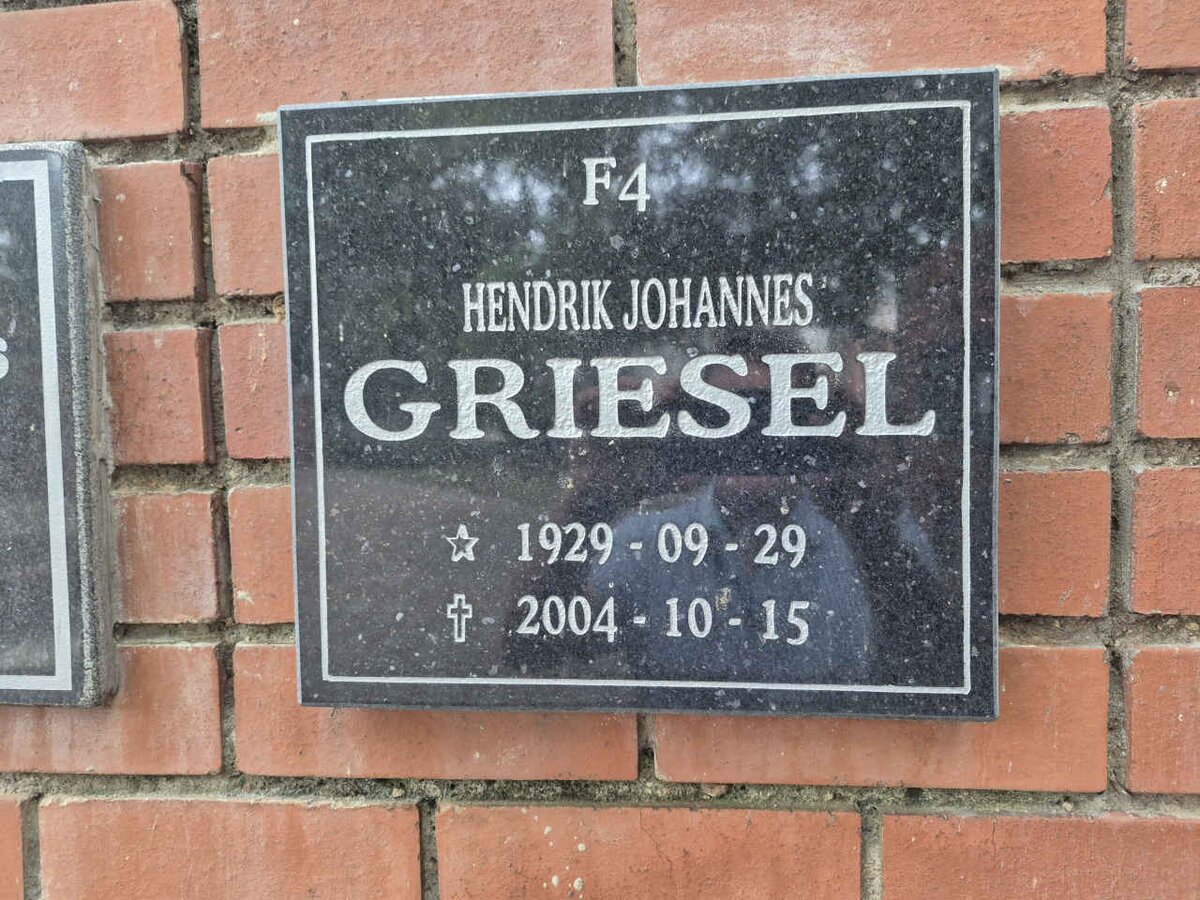 F4
HENDRIK JOHANNES
GRIESEL
☆ 1929 - 09 - 29
✞ 2004 - 10 - 15